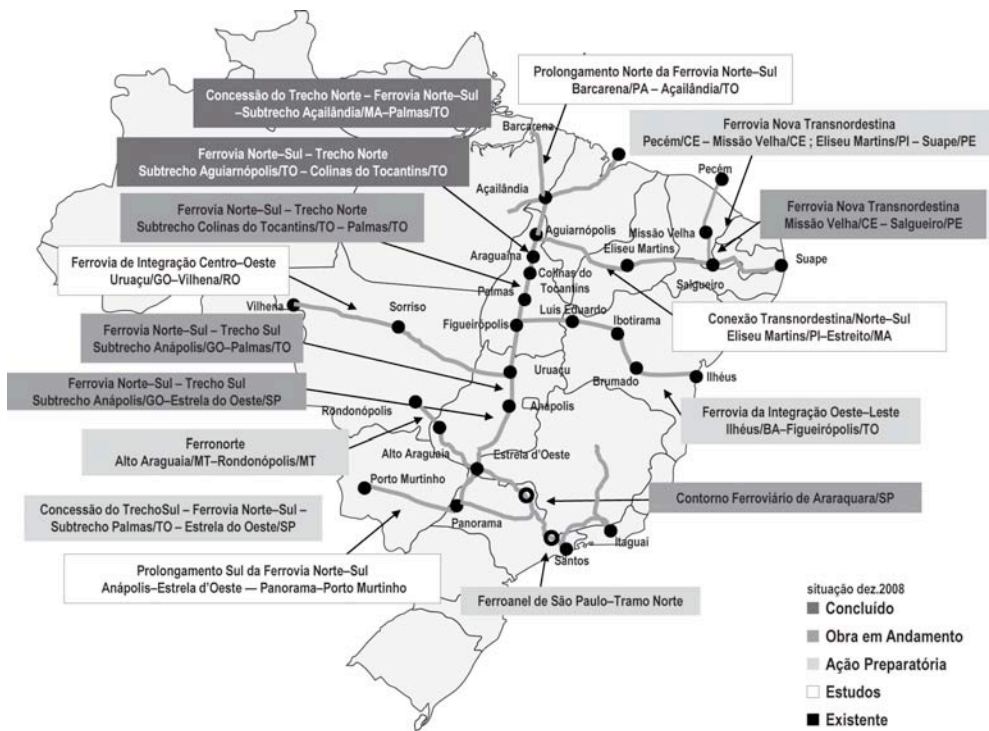 Prolongamento Norte da Ferrovia Norte–Sul
Barcarena/PA – Açailândia/TO
Concessão do Trecho Norte – Ferrovia Norte–Sul
–Subtrecho Açailândia/MA–Palmas/TO
Ferrovia Nova Transnordestina
Pecém/CE – Missão Velha/CE ; Eliseu Martins/PI – Suape/PE
Barcarena
Ferrovia Norte–Sul – Trecho Norte
Subtrecho Aguiarnópolis/TO – Colinas do Tocantins/TO
Pecém
Açailândia
Ferrovia Nova Transnordestina
Missão Velha/CE – Salgueiro/PE
Ferrovia Norte–Sul – Trecho Norte
Subtrecho Colinas do Tocantins/TO – Palmas/TO
Aguiarnópolis
Missão Velha
Eliseu Martins
Araguaina
Suape
Ferrovia de Integração Centro–Oeste
Uruaçu/GO–Vilhena/RO
Colinas do
Tocantins
Salgueiro
Palmas
Vilhena
Sorriso
Luis Eduardo
Ibotirama
Conexão Transnordestina/Norte–Sul
Eliseu Martins/PI–Estreito/MA
Figueirópolis
Ferrovia Norte–Sul – Trecho Sul
Subtrecho Anápolis/GO–Palmas/TO
Uruaçu
Brumado
Ilhéus
Ferrovia Norte–Sul – Trecho Sul
Subtrecho Anápolis/GO–Estrela do Oeste/SP
Rondonópolis
Anápolis
Ferrovia da Integração Oeste–Leste
Ilhéus/BA–Figueirópolis/TO
Ferronorte
Alto Araguaia/MT–Rondonópolis/MT
Alto Araguaia
Estrela d'Oeste
Porto Murtinho
Contorno Ferroviário de Araraquara/SP
Concessão do TrechoSul – Ferrovia Norte–Sul –
Subtrecho Palmas/TO – Estrela do Oeste/SP
Panorama
Itaguaí
Santos
Prolongamento Sul da Ferrovia Norte–Sul
Anápolis–Estrela d'Oeste — Panorama–Porto Murtinho
Ferroanel de São Paulo–Tramo Norte
situação dez.2008
Concluído
Obra em Andamento
Ação Preparatória
Estudos
Existente